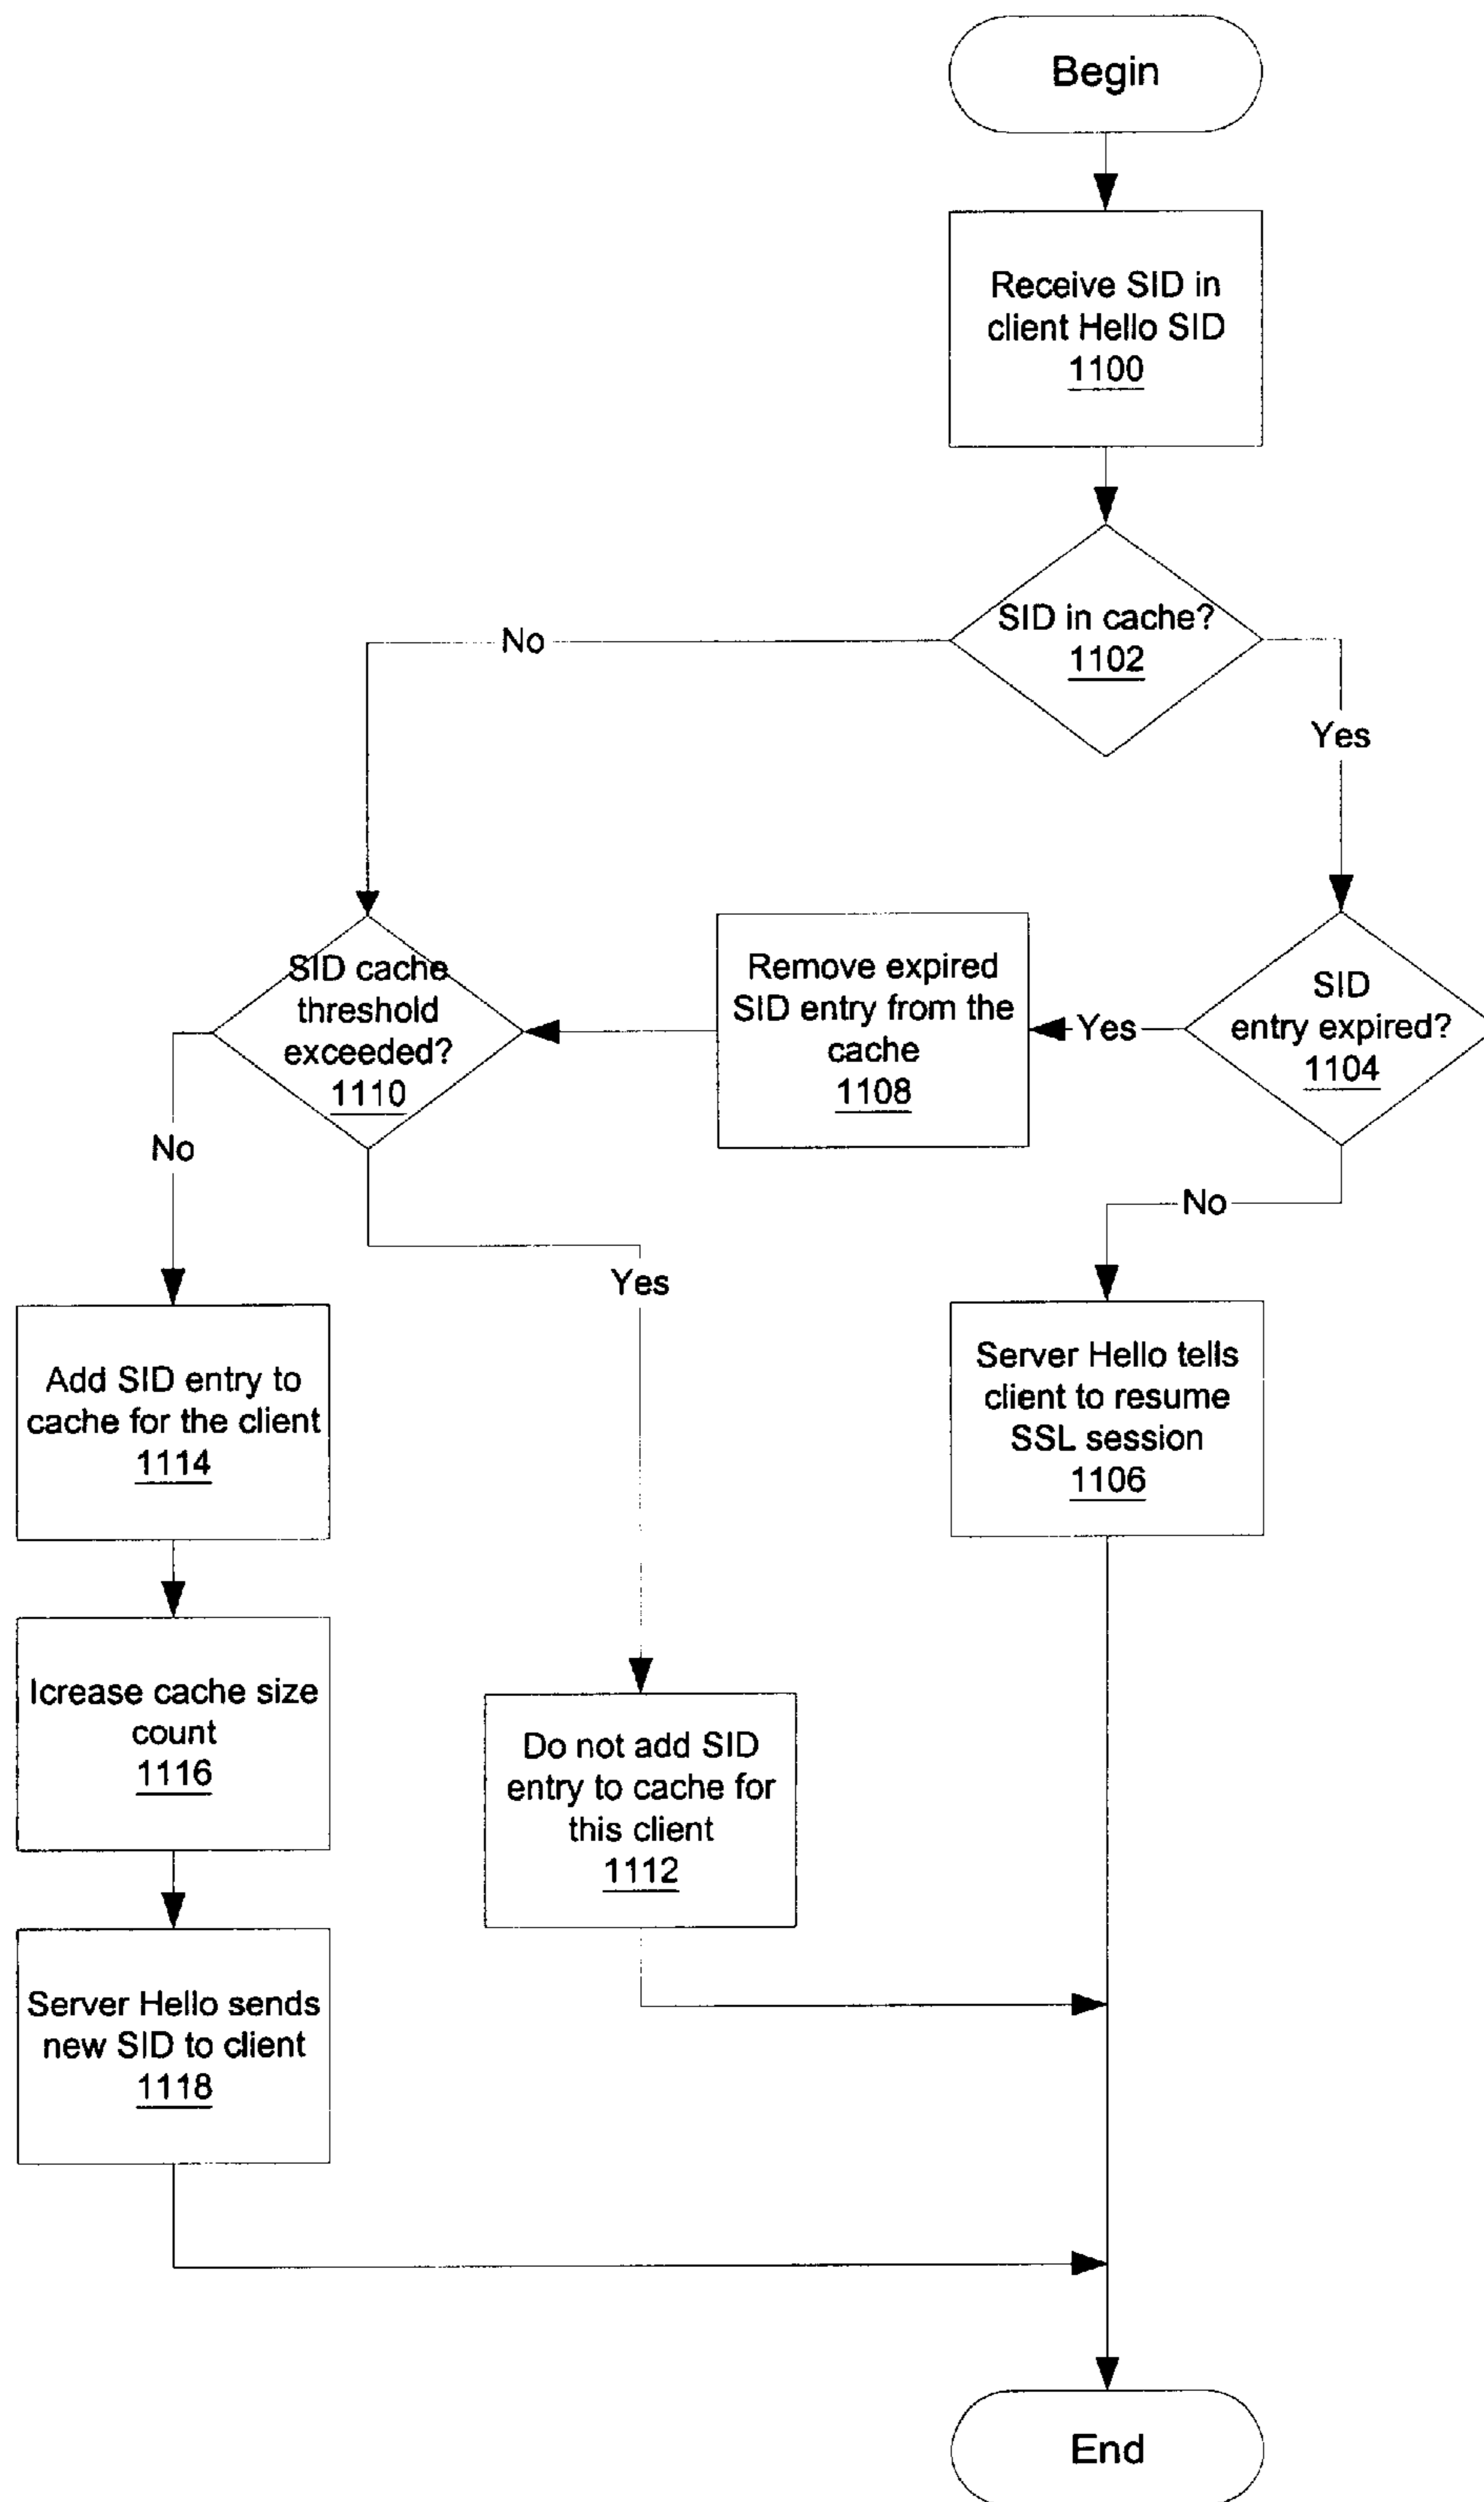 Begin
Receive SID in
client Hello SID
1100
SID in cache?
1102
No
Yes
SID cache
threshold
exceeded?
1110
Remove expired
SID entry from the
cache
1108
Yes
SID
entry expired?
1104
No
No
Yes
Add SID entry to
cache for the client
1114
Server Hello tells
client to resume
SSL session
1106
Icrease cache size
count
1116
Do not add SID
entry to cache for
this client
1112
Server Hello sends
new SID to client
1118
End